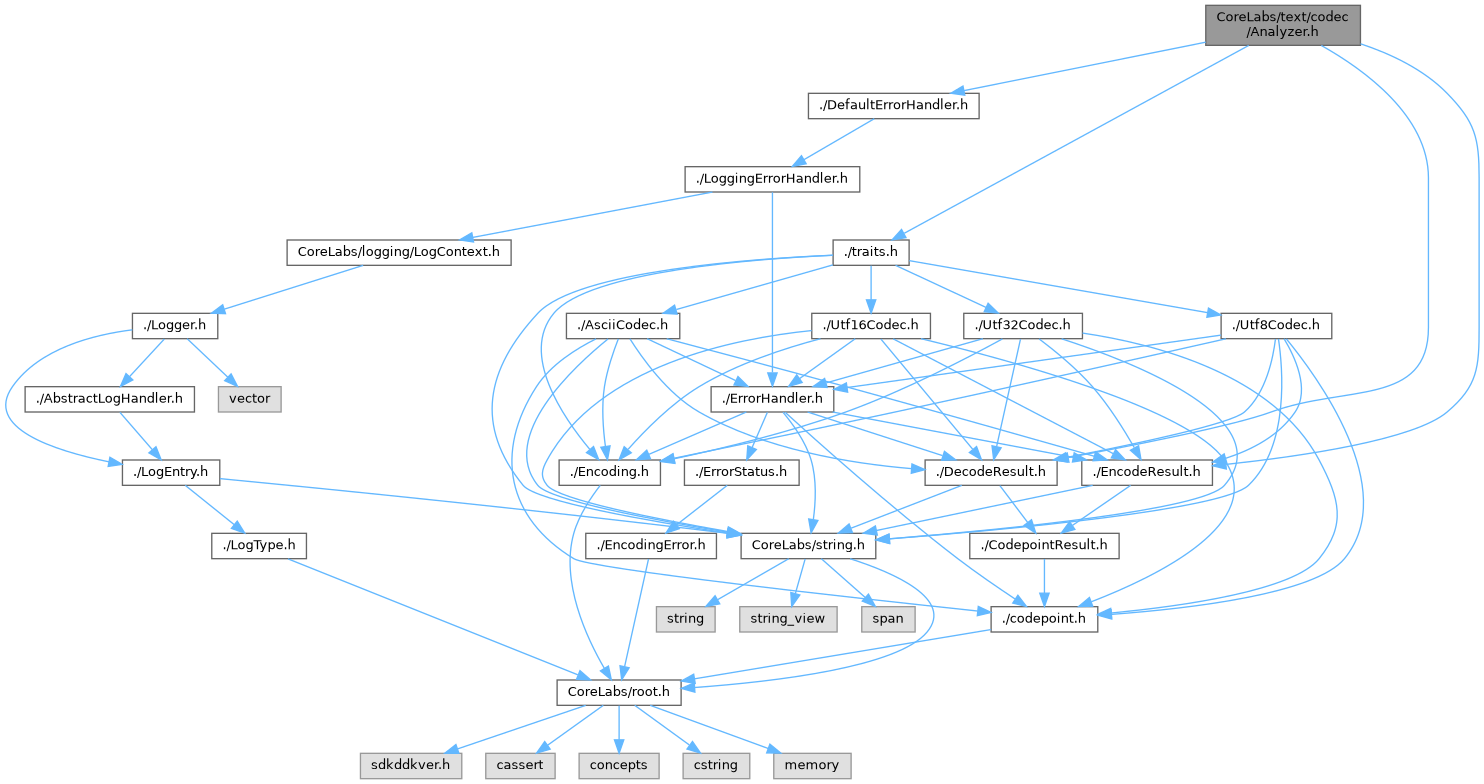 CoreLabs/text/codec
/Analyzer.h
./DefaultErrorHandler.h
./LoggingErrorHandler.h
CoreLabs/logging/LogContext.h
./traits.h
./Logger.h
./AsciiCodec.h
./Utf16Codec.h
./Utf32Codec.h
./Utf8Codec.h
./AbstractLogHandler.h
vector
./ErrorHandler.h
./LogEntry.h
./Encoding.h
./ErrorStatus.h
./DecodeResult.h
./EncodeResult.h
./LogType.h
./EncodingError.h
CoreLabs/string.h
./CodepointResult.h
string
string_view
span
./codepoint.h
CoreLabs/root.h
sdkddkver.h
cassert
concepts
cstring
memory